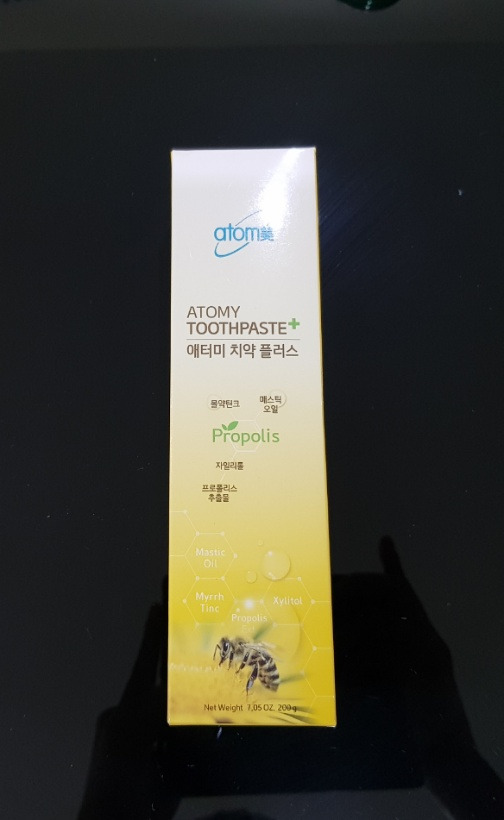 atom美
ATOMY
TOOTHPASTE+
애터미 치약 플러스
몰약틴크
매스틱
오일
Propolis
자일리톨
프로폴리스
추출물
Mastic
Oil
Myrrh
Tinc
Xylitol
Propolis
Net Weight 7.05 OZ. 200 g